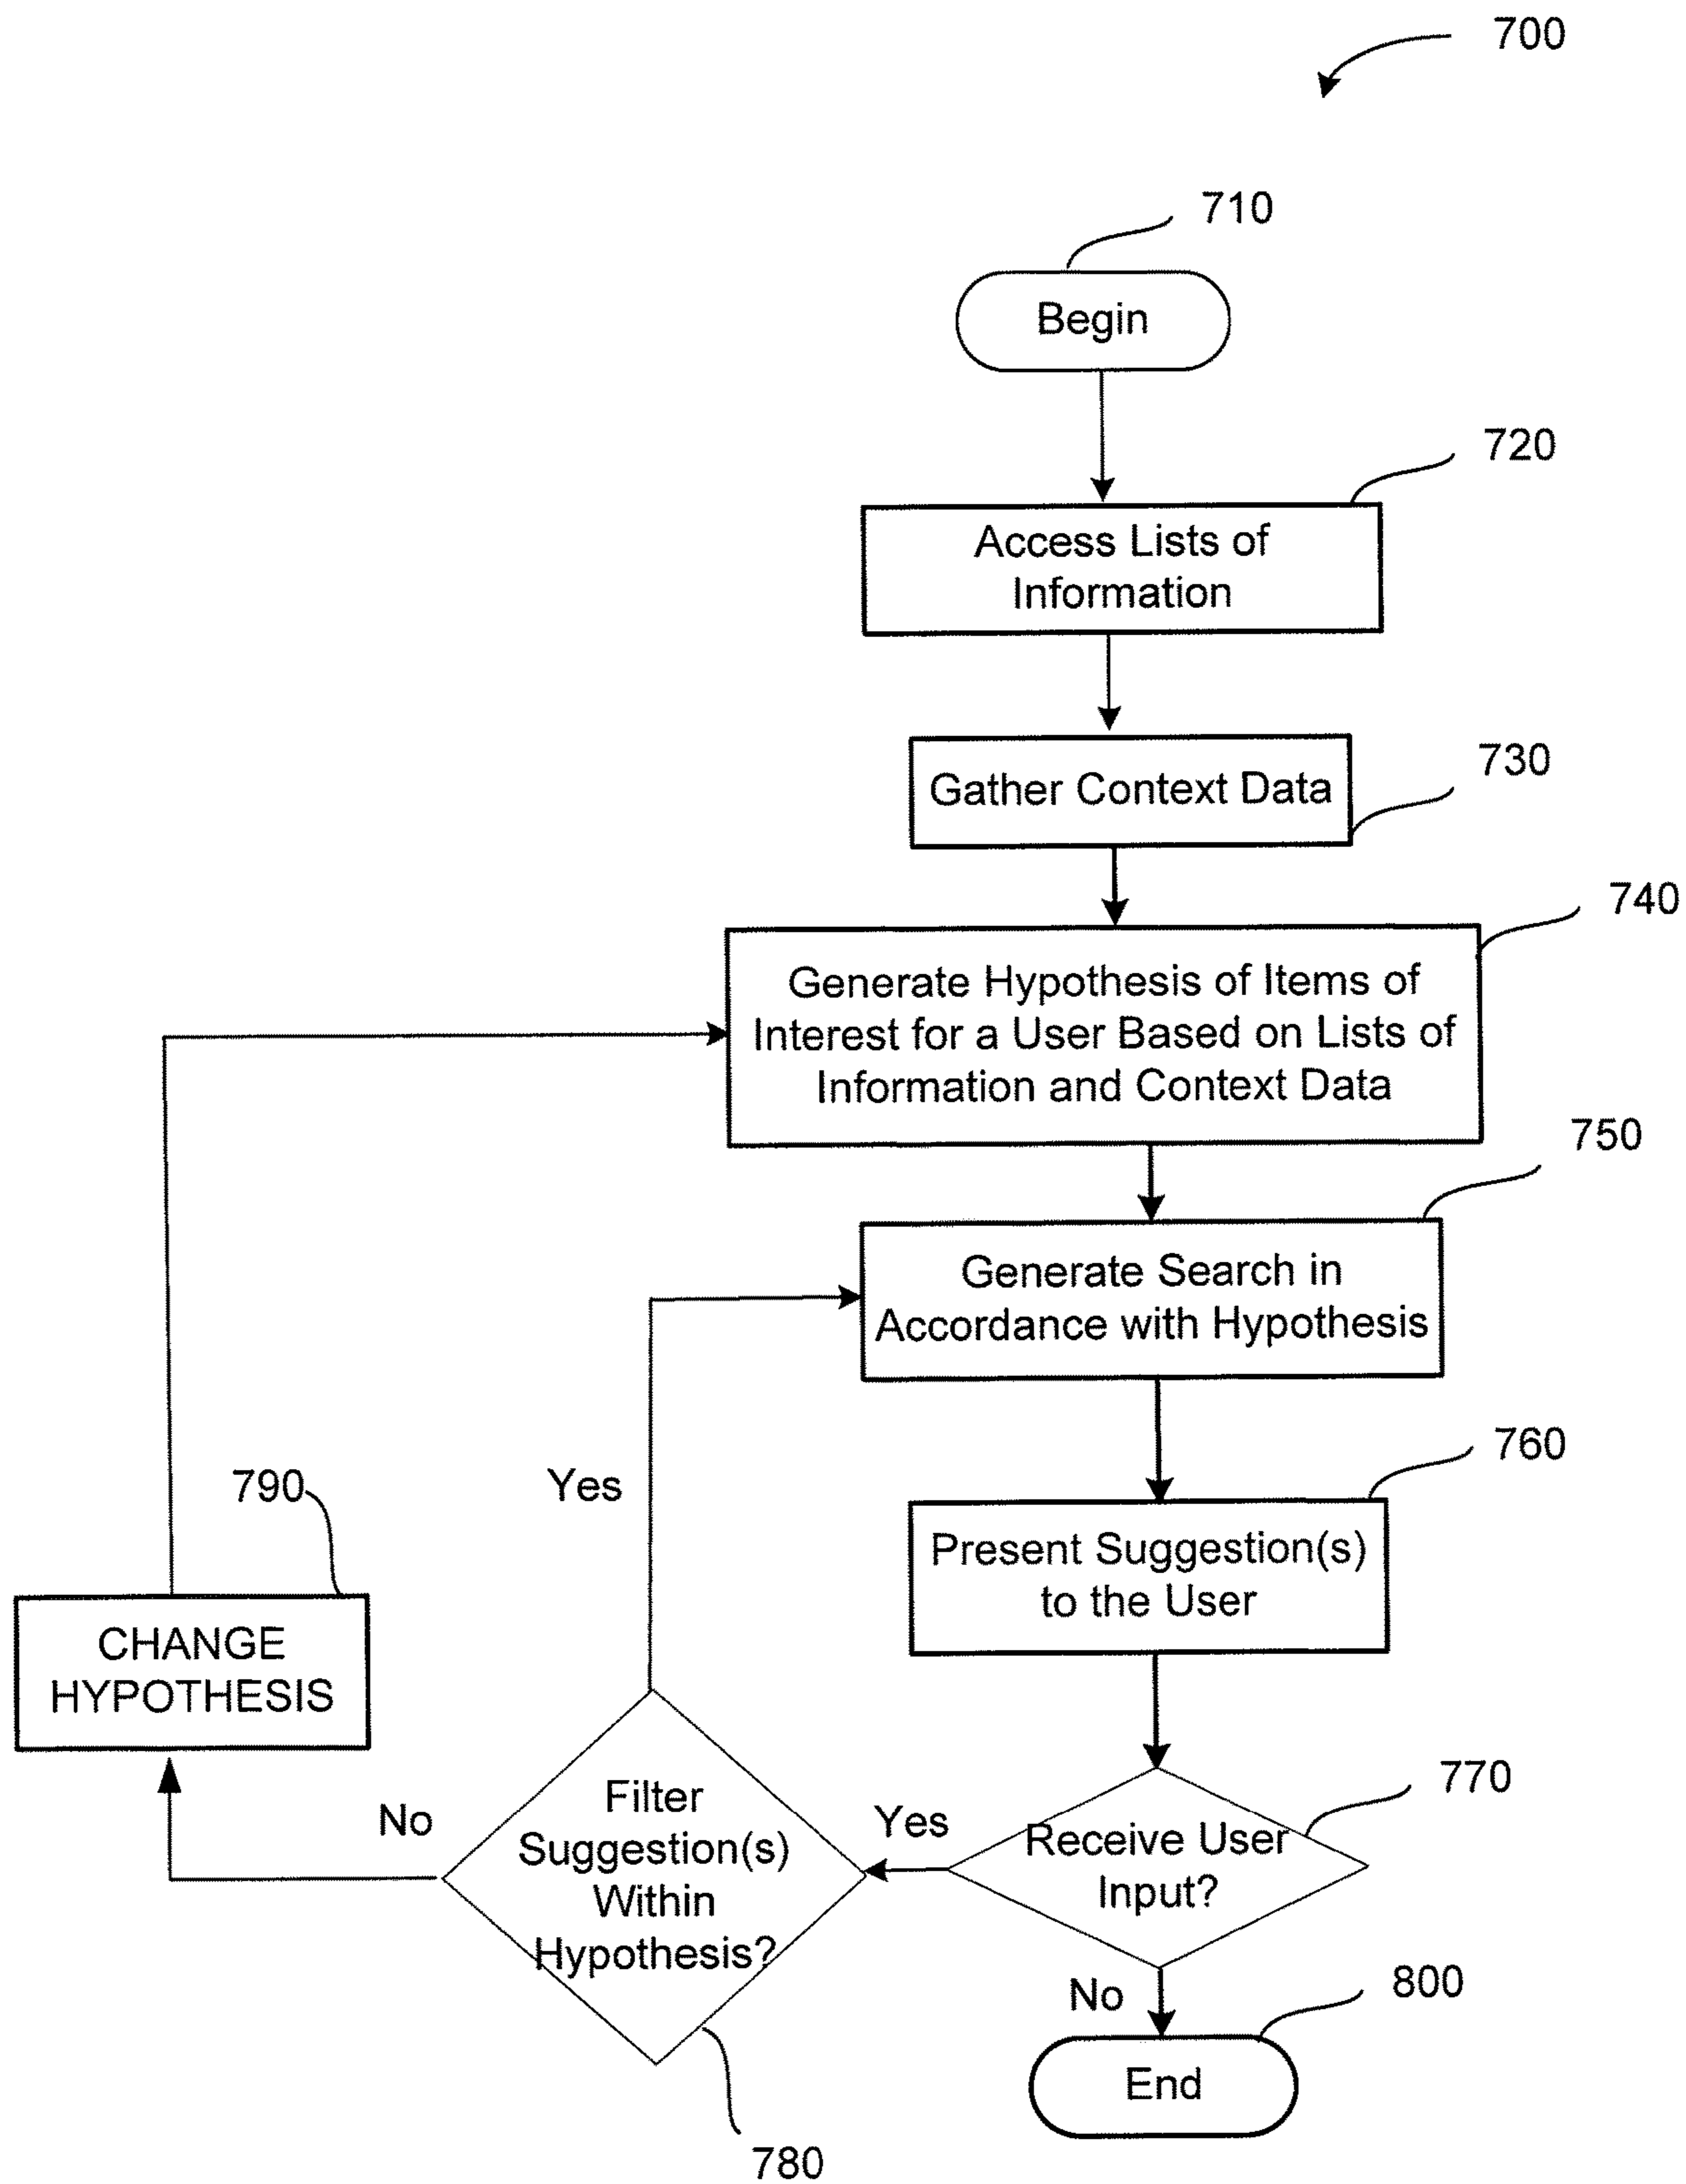 700
710
Begin
720
Access Lists of
Information
730
Gather Context Data
740
Generate Hypothesis of Items of
Interest for a User Based on Lists of
Information and Context Data
750
Generate Search in
Accordance with Hypothesis
760
Present Suggestion(s)
to the User
Yes
790
CHANGE
HYPOTHESIS
770
Receive User
Input?
Yes
Filter
Suggestion(s)
Within
Hypothesis?
No
780
No
800
End